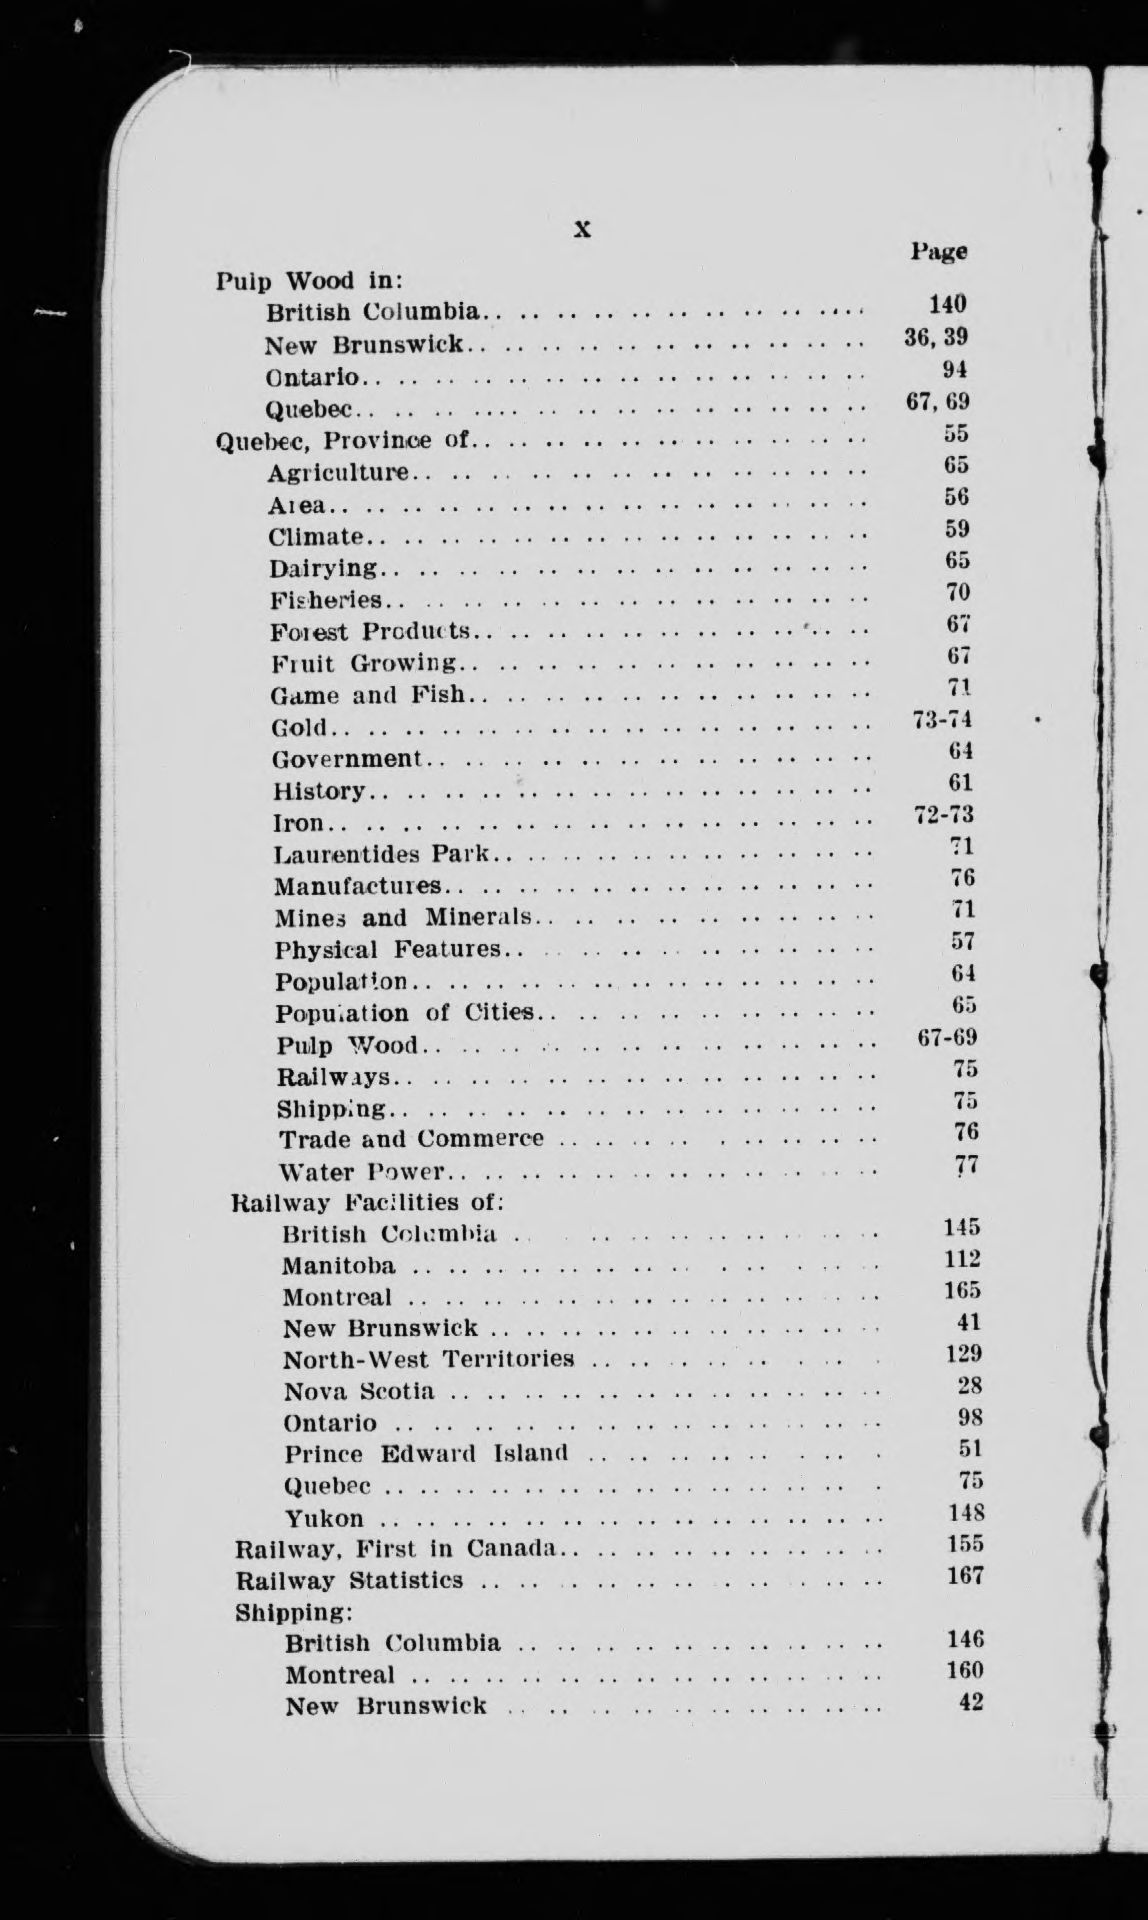 x
Page
Pulp Wood in:
British Columbia.. .. .. .. .. .. .. .. .. .. .. 140
New Brunswick.. .. .. .. .. .. .. .. .. .. .. 36, 39
Ontario.. .. .. .. .. .. .. .. .. .. .. .. .. .. 94
Quebec.. .. .. .. .. .. .. .. .. .. .. .. .. .. 67, 69
Quebec, Province of.. .. .. .. .. .. .. .. .. .. .. 55
Agriculture.. .. .. .. .. .. .. .. .. .. .. .. .. 65
Area.. .. .. .. .. .. .. .. .. .. .. .. .. .. .. 56
Climate.. .. .. .. .. .. .. .. .. .. .. .. .. .. 59
Dairying.. .. .. .. .. .. .. .. .. .. .. .. .. .. 65
Fisheries.. .. .. .. .. .. .. .. .. .. .. .. .. 70
Forest Products.. .. .. .. .. .. .. .. .. .. .. 67
Fruit Growing.. .. .. .. .. .. .. .. .. .. .. .. 67
Game and Fish.. .. .. .. .. .. .. .. .. .. .. 71
Gold.. .. .. .. .. .. .. .. .. .. .. .. .. .. .. 73-74
Government.. .. .. .. .. .. .. .. .. .. .. .. .. 64
History.. .. .. .. .. .. .. .. .. .. .. .. .. .. 61
Iron.. .. .. .. .. .. .. .. .. .. .. .. .. .. .. 72-73
Laurentides Park.. .. .. .. .. .. .. .. .. .. .. 71
Manufactures.. .. .. .. .. .. .. .. .. .. .. .. 76
Mines and Minerals.. .. .. .. .. .. .. .. .. .. 71
Physical Features.. .. .. .. .. .. .. .. .. .. 57
Population.. .. .. .. .. .. .. .. .. .. .. .. .. 64
Population of Cities.. .. .. .. .. .. .. .. .. .. 65
Pulp Wood.. .. .. .. .. .. .. .. .. .. .. .. .. 67-69
Railways.. .. .. .. .. .. .. .. .. .. .. .. .. .. 75
Shipping.. .. .. .. .. .. .. .. .. .. .. .. .. .. 75
Trade and Commerce .. .. .. .. .. .. .. .. .. 76
Water Power.. .. .. .. .. .. .. .. .. .. .. .. 77
Railway Facilities of:
British Columbia .. .. .. .. .. .. .. .. .. .. 145
Manitoba .. .. .. .. .. .. .. .. .. .. .. .. .. 112
Montreal .. .. .. .. .. .. .. .. .. .. .. .. .. 165
New Brunswick .. .. .. .. .. .. .. .. .. .. .. 41
North-West Territories .. .. .. .. .. .. .. .. 129
Nova Scotia .. .. .. .. .. .. .. .. .. .. .. .. 28
Ontario .. .. .. .. .. .. .. .. .. .. .. .. .. .. 98
Prince Edward Island .. .. .. .. .. .. .. .. 51
Quebec .. .. .. .. .. .. .. .. .. .. .. .. .. .. 75
Yukon .. .. .. .. .. .. .. .. .. .. .. .. .. .. 148
Railway, First in Canada.. .. .. .. .. .. .. .. .. 155
Railway Statistics .. .. .. .. .. .. .. .. .. .. .. 167
Shipping:
British Columbia .. .. .. .. .. .. .. .. .. .. 146
Montreal .. .. .. .. .. .. .. .. .. .. .. .. .. 160
New Brunswick .. .. .. .. .. .. .. .. .. .. .. 42